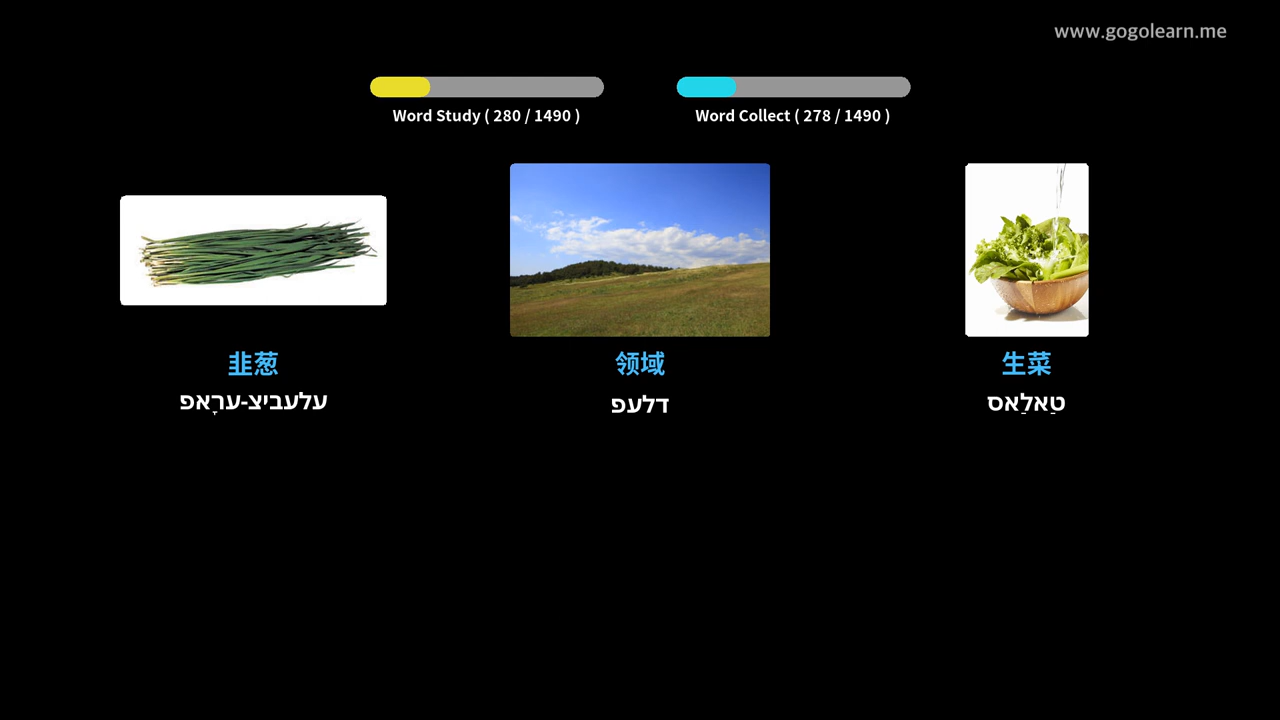 www.gogolearn.me
Word Study ( 280 / 1490 )
Word Collect ( 278 / 1490 )
韭葱
עלעביצ-ערָאפ
领域
דלעפ
生菜
טַאלַאס